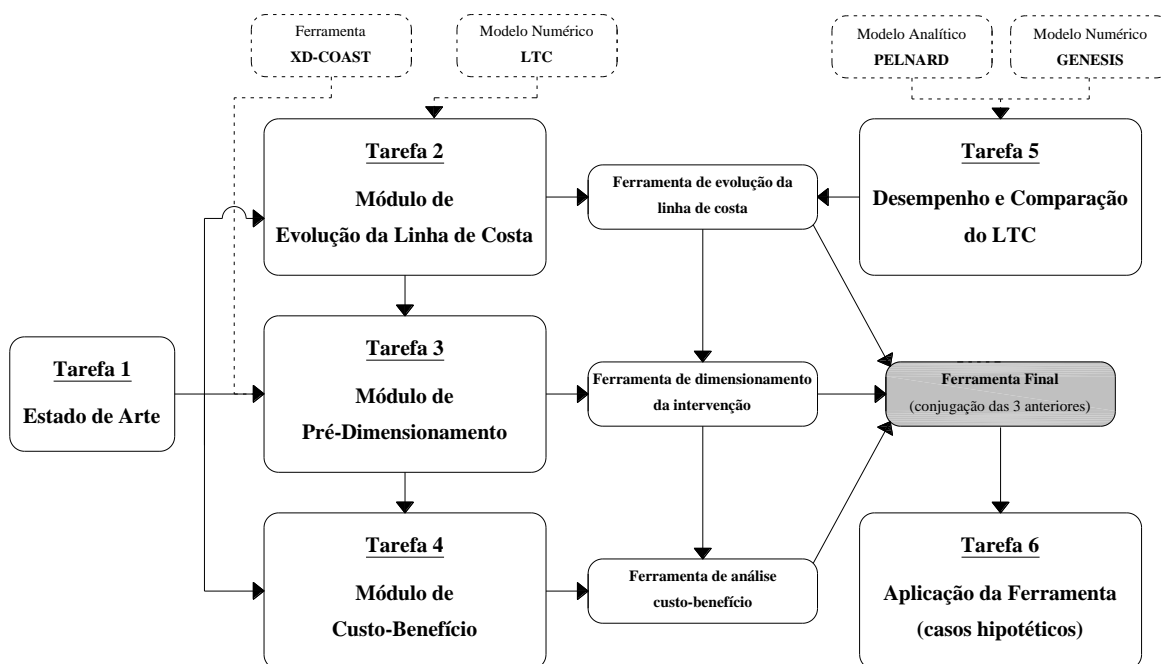 Ferramenta
XD-COAST
Modelo Numérico
LTC
Modelo Analítico
PELNARD
Modelo Numérico
GENESIS
Tarefa 1
Estado de Arte
Tarefa 2
Módulo de
Evolução da Linha de Costa
Tarefa 3
Módulo de
Pré-Dimensionamento
Tarefa 4
Módulo de
Custo-Benefício
Ferramenta de evolução da
linha de costa
Ferramenta de dimensionamento
da intervenção
Ferramenta de análise
custo-benefício
Tarefa 5
Desempenho e Comparação
do LTC
Ferramenta Final
(conjugação das 3 anteriores)
Tarefa 6
Aplicação da Ferramenta
(casos hipotéticos)